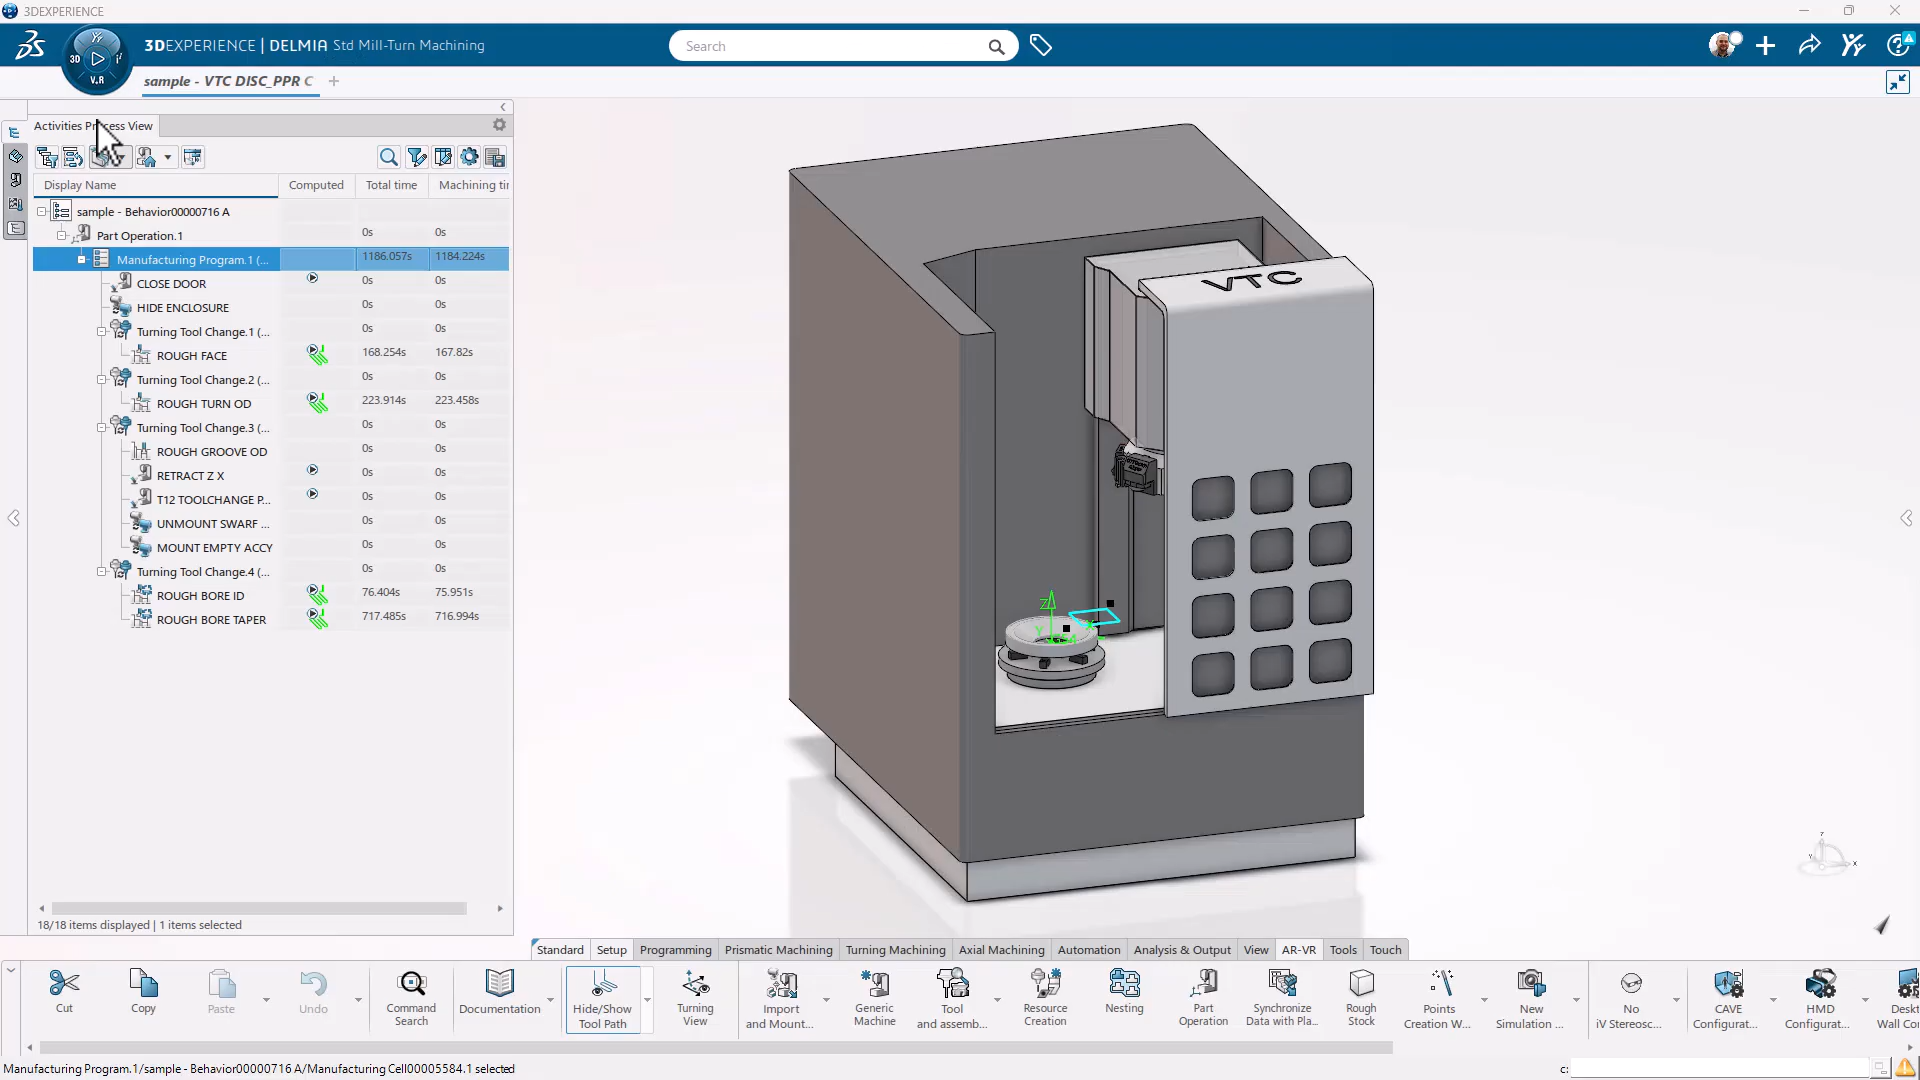 3DEXPERIENCE
3DEXPERIENCE | DELMIA Std Mill-Turn Machining
Search
3D
V.R
sample - VTC DISC_PPR C
Activities Process View
Display Name Computed Total time Machining tir
sample - Behavior00000716 A
Part Operation.1 0s 0s
Manufacturing Program.1 (... 1186.057s 1184.224s
CLOSE DOOR 0s 0s
HIDE ENCLOSURE 0s 0s
Turning Tool Change.1 (... 0s 0s
ROUGH FACE 168.254s 167.82s
Turning Tool Change.2 (... 0s 0s
ROUGH TURN OD 223.914s 223.458s
Turning Tool Change.3 (... 0s 0s
ROUGH GROOVE OD 0s 0s
RETRACT Z X 0s 0s
T12 TOOLCHANGE P... 0s 0s
UNMOUNT SWARF ... 0s 0s
MOUNT EMPTY ACCY 0s 0s
Turning Tool Change.4 (... 0s 0s
ROUGH BORE ID 76.404s 75.951s
ROUGH BORE TAPER 717.485s 716.994s
18/18 items displayed | 1 items selected
VTC
Z
Y
X
z
y
x
Standard Setup Programming Prismatic Machining Turning Machining Axial Machining Automation Analysis & Output View AR-VR Tools Touch
Cut
Copy
Paste
Undo
Command
Search
Documentation
Hide/Show
Tool Path
Turning
View
Import
and Mount...
Generic
Machine
Tool
and assemb...
Resource
Creation
Nesting
Part
Operation
Synchronize
Data with Pla...
Rough
Stock
Points
Creation W...
New
Simulation ...
No
iV Stereosc...
CAVE
Configurat...
HMD
Configurat...
Deskt
Wall Con
Manufacturing Program.1/sample - Behavior00000716 A/Manufacturing Cell00005584.1 selected
c: